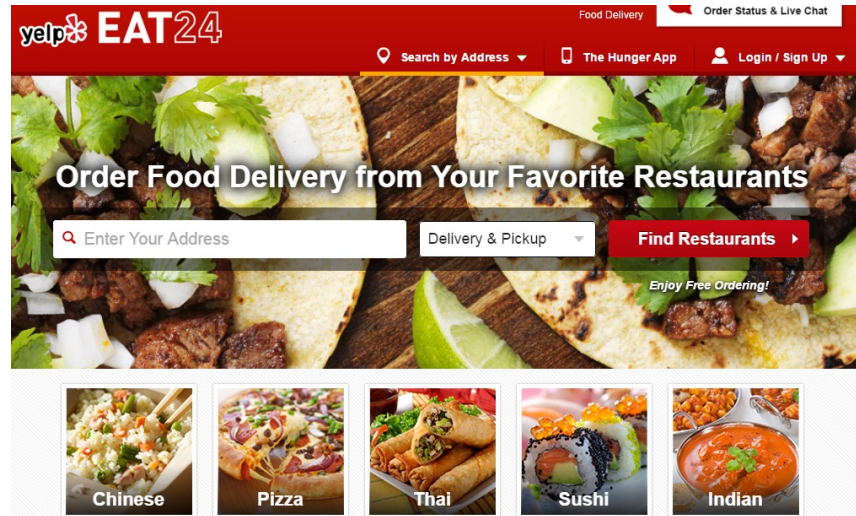 Food Delivery
Order Status & Live Chat
yelp EAT24
Search by Address
The Hunger App
Login / Sign Up
Order Food Delivery from Your Favorite Restaurants
Enter Your Address
Delivery & Pickup
Find Restaurants
Enjoy Free Ordering!
Chinese
Pizza
Thai
Sushi
Indian